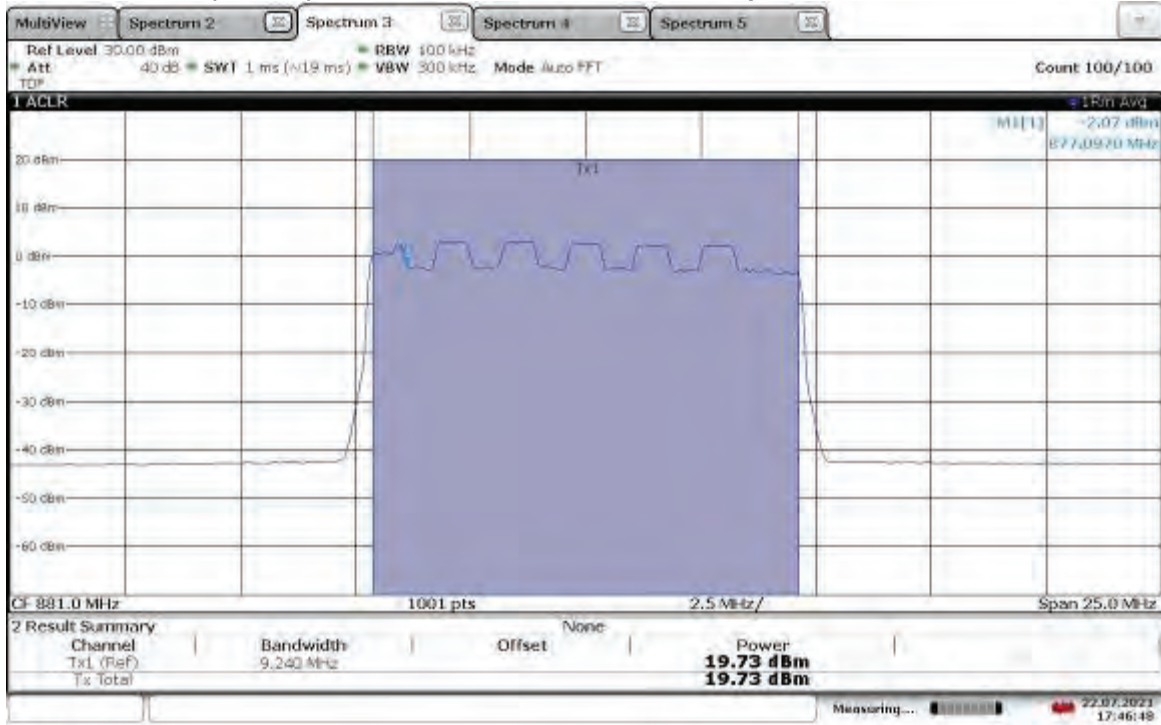 MultiView Spectrum 2 Spectrum 3 Spectrum 4 Spectrum 5
Ref Level 30.00 dBm RBW 100 kHz
Att 40 dB SWT 1 ms (~19 ms) VBW 300 kHz Mode Auto FFT Count 100/100
TDF
1 ACLR 1Rm Avg
M1[1] -2.07 dBm
877.0920 MHz
Tx1
20 dBm
10 dBm
0 dBm
-10 dBm
-20 dBm
-30 dBm
-40 dBm
-50 dBm
-60 dBm
CF 881.0 MHz 1001 pts 2.5 MHz/ Span 25.0 MHz
2 Result Summary None
Channel Bandwidth Offset Power
Tx1 (Ref) 9.240 MHz 19.73 dBm
Tx Total 19.73 dBm
Measuring... 22.07.2023
17:46:48